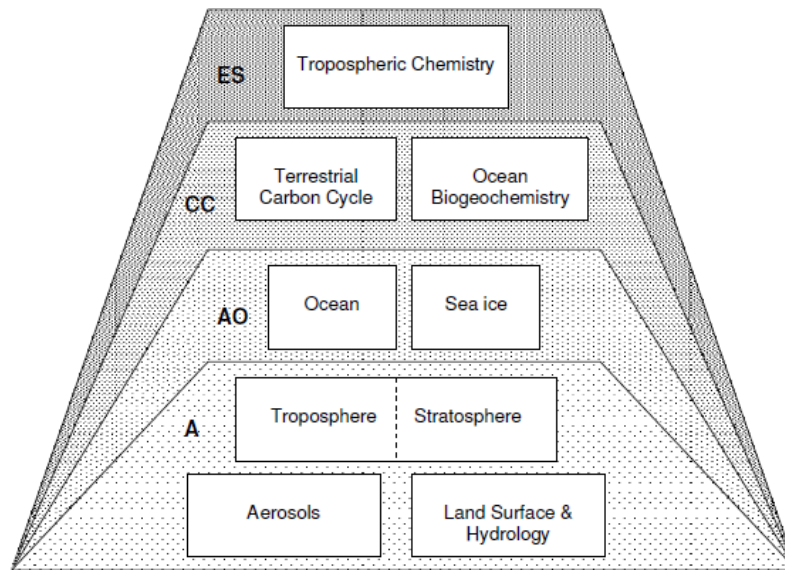 ES
Tropospheric Chemistry
CC
Terrestrial
Carbon Cycle
Ocean
Biogeochemistry
AO
Ocean
Sea ice
A
Troposphere
Stratosphere
Aerosols
Land Surface &
Hydrology